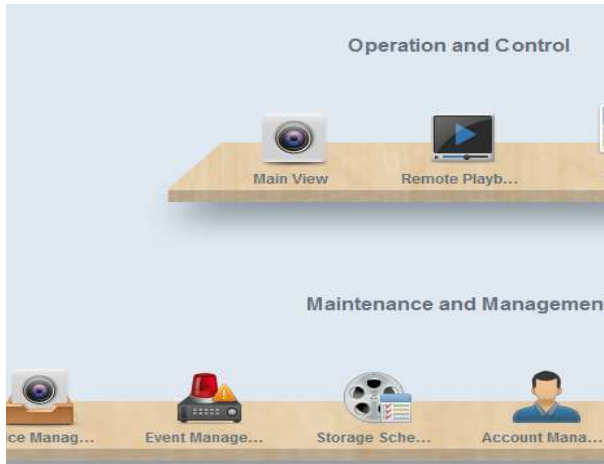 Operation and Control
Main View
Remote Playb...
Maintenance and Managemen
ce Manag...
Event Manage...
Storage Sche...
Account Mana...